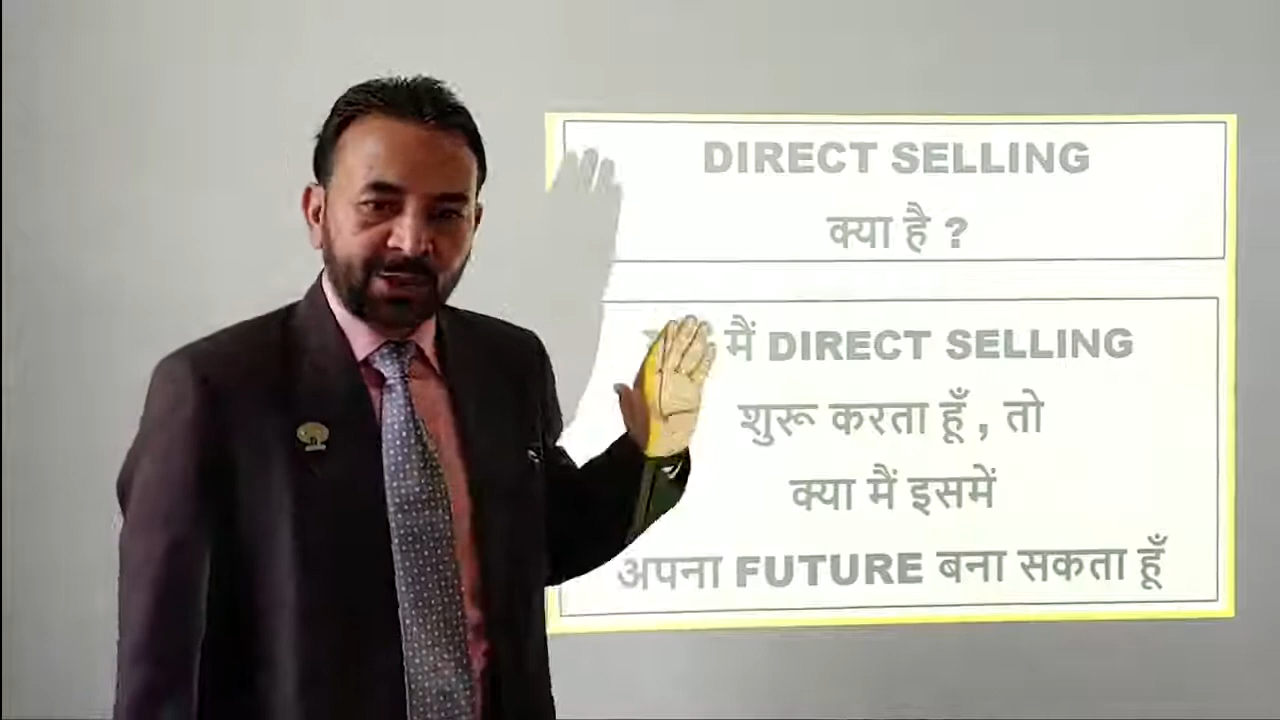 DIRECT SELLING
क्या है ?
मैं DIRECT SELLING
शुरू करता हूँ , तो
क्या मैं इसमें
अपना FUTURE बना सकता हूँ